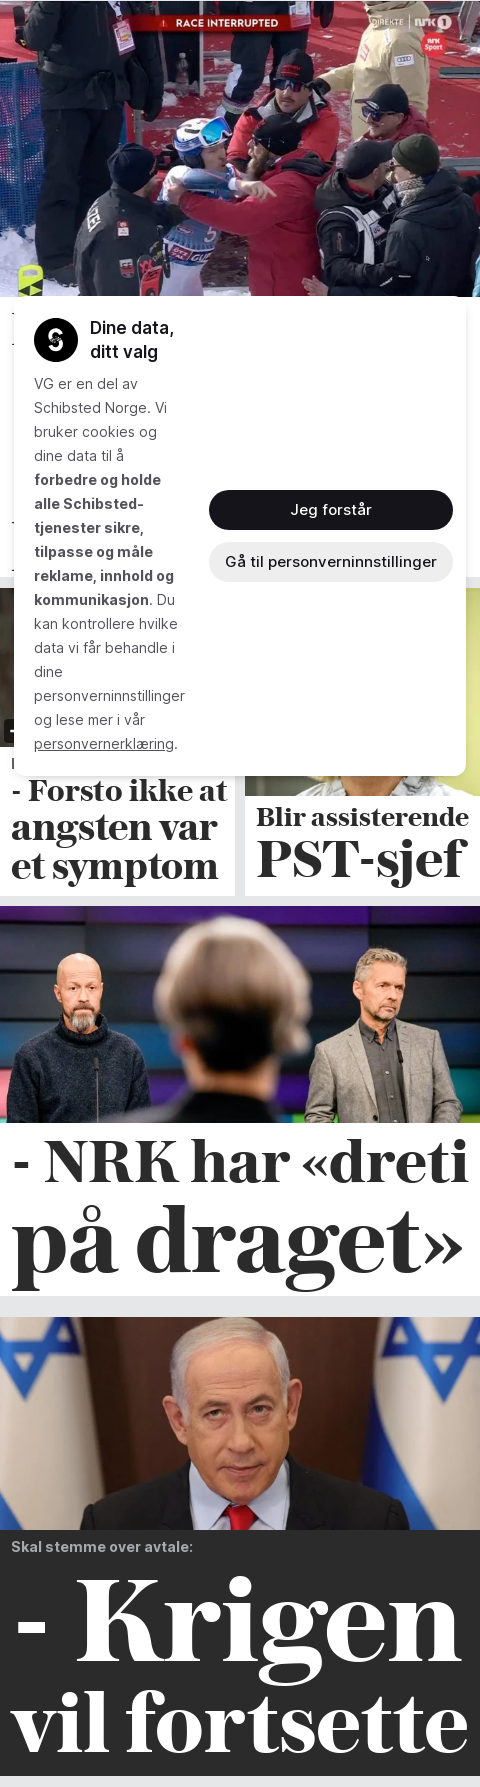 RACE INTERRUPTED
DIREKTE nrk 1
nrk
Sport
5
Dine data,
ditt valg
VG er en del av
Schibsted Norge. Vi
bruker cookies og
dine data til å
forbedre og holde
alle Schibsted-
tjenester sikre,
tilpasse og måle
reklame, innhold og
kommunikasjon. Du
kan kontrollere hvilke
data vi får behandle i
dine
personverninnstillinger
og lese mer i vår
personvernerklæring.
Jeg forstår
Gå til personverninnstillinger
- Forsto ikke at
angsten var
et symptom
Blir assisterende
PST-sjef
- NRK har «dreti
på draget»
Skal stemme over avtale:
- Krigen
vil fortsette